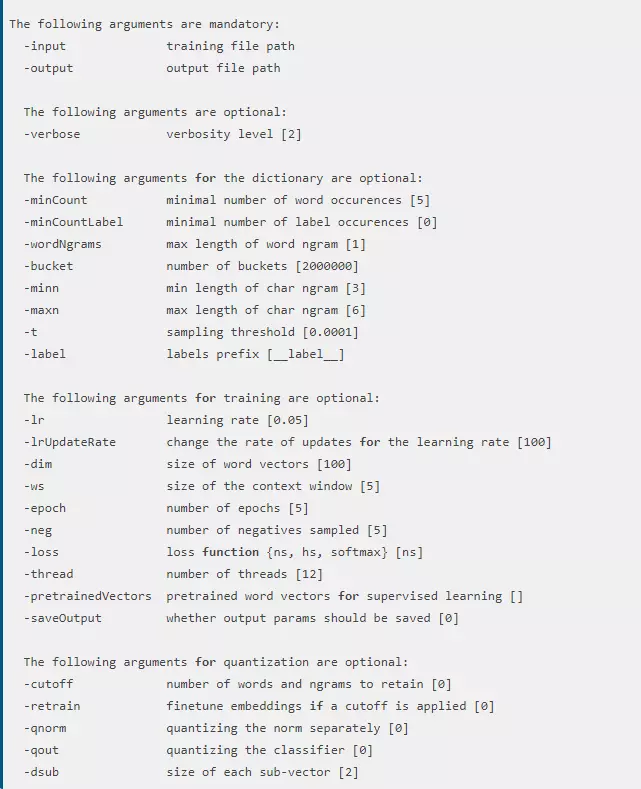 The following arguments are mandatory:
-input training file path
-output output file path
The following arguments are optional:
-verbose verbosity level [2]
The following arguments for the dictionary are optional:
-minCount minimal number of word occurences [5]
-minCountLabel minimal number of label occurences [0]
-wordNgrams max length of word ngram [1]
-bucket number of buckets [2000000]
-minn min length of char ngram [3]
-maxn max length of char ngram [6]
-t sampling threshold [0.0001]
-label labels prefix [__label__]
The following arguments for training are optional:
-lr learning rate [0.05]
-lrUpdateRate change the rate of updates for the learning rate [100]
-dim size of word vectors [100]
-ws size of the context window [5]
-epoch number of epochs [5]
-neg number of negatives sampled [5]
-loss loss function {ns, hs, softmax} [ns]
-thread number of threads [12]
-pretrainedVectors pretrained word vectors for supervised learning []
-saveOutput whether output params should be saved [0]
The following arguments for quantization are optional:
-cutoff number of words and ngrams to retain [0]
-retrain finetune embeddings if a cutoff is applied [0]
-qnorm quantizing the norm separately [0]
-qout quantizing the classifier [0]
-dsub size of each sub-vector [2]